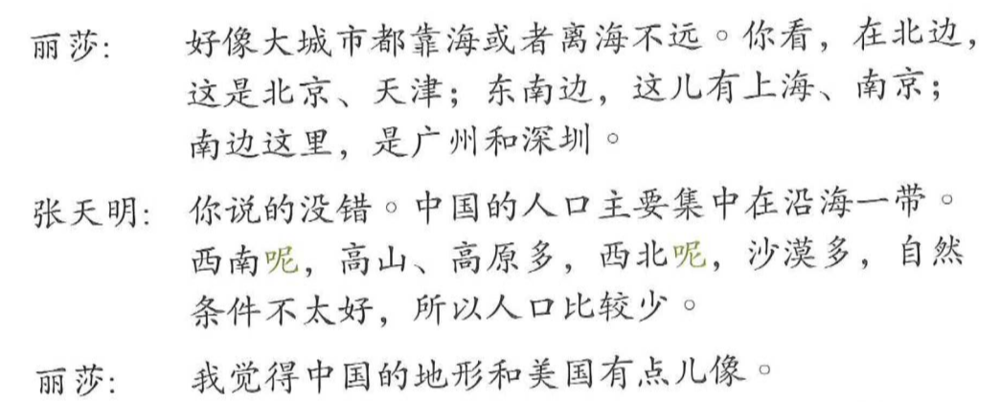 丽莎: 好像大城市都靠海或者离海不远。你看，在北边，
这是北京、天津；东南边，这儿有上海、南京；
南边这里，是广州和深圳。
张天明: 你说的没错。中国的人口主要集中在沿海一带。
西南呢，高山、高原多，西北呢，沙漠多，自然
条件不太好，所以人口比较少。
丽莎: 我觉得中国的地形和美国有点儿像。